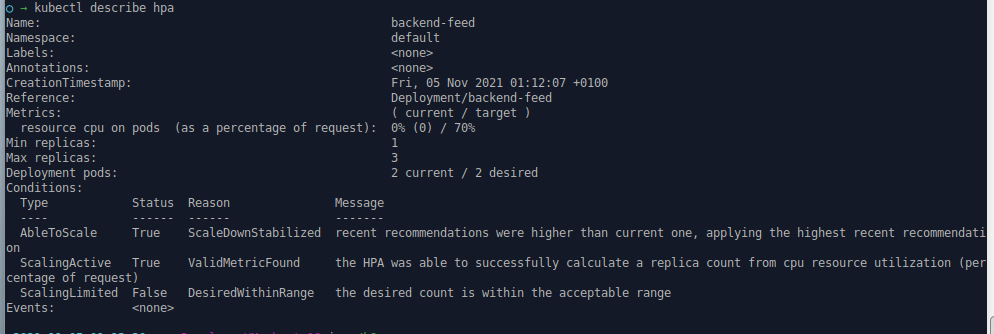 → kubectl describe hpa
Name: backend-feed
Namespace: default
Labels: <none>
Annotations: <none>
CreationTimestamp: Fri, 05 Nov 2021 01:12:07 +0100
Reference: Deployment/backend-feed
Metrics: ( current / target )
resource cpu on pods (as a percentage of request): 0% (0) / 70%
Min replicas: 1
Max replicas: 3
Deployment pods: 2 current / 2 desired
Conditions:
Type Status Reason Message
---- ------ ------ -------
AbleToScale True ScaleDownStabilized recent recommendations were higher than current one, applying the highest recent recommendati
on
ScalingActive True ValidMetricFound the HPA was able to successfully calculate a replica count from cpu resource utilization (per
centage of request)
ScalingLimited False DesiredWithinRange the desired count is within the acceptable range
Events: <none>